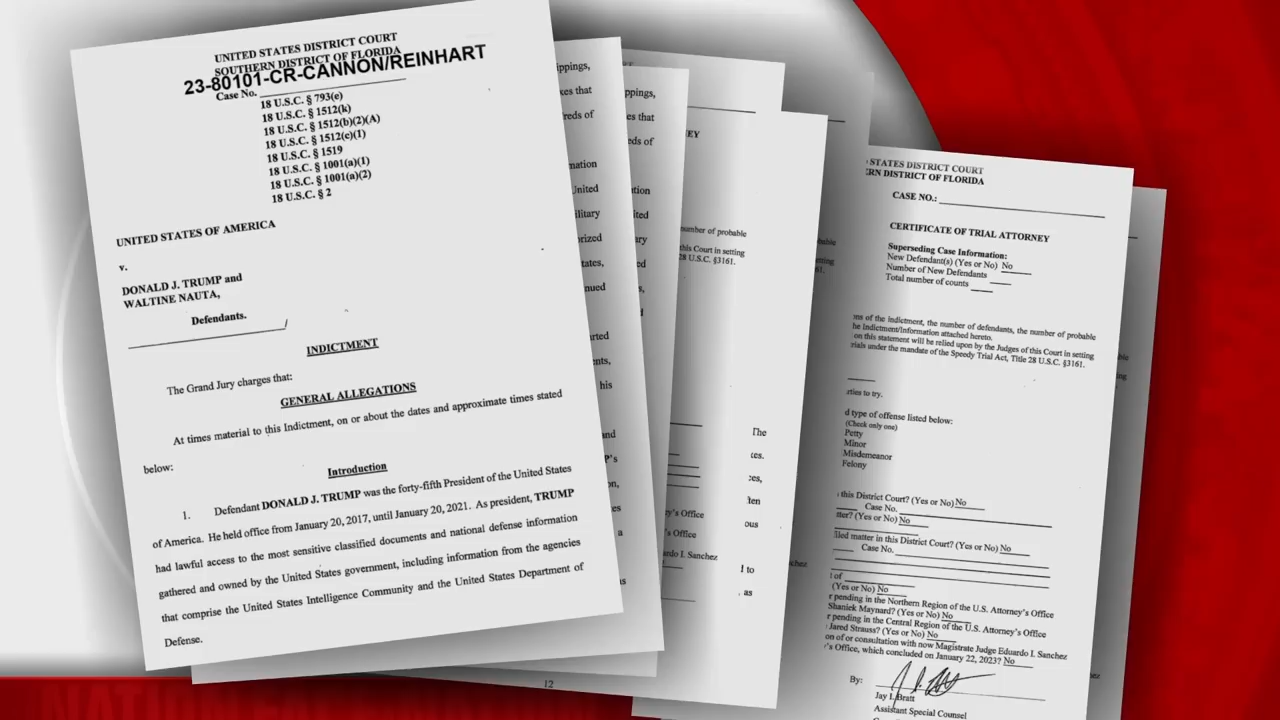 UNITED STATES DISTRICT COURT
SOUTHERN DISTRICT OF FLORIDA
23-80101-CR-CANNON/REINHART
Case No.
18 U.S.C. § 793(e)
18 U.S.C. § 1512(k)
18 U.S.C. § 1512(b)(2)(A)
18 U.S.C. § 1512(c)(1)
18 U.S.C. § 1519
18 U.S.C. § 1001(a)(1)
18 U.S.C. § 1001(a)(2)
18 U.S.C. § 2
UNITED STATES OF AMERICA
v.
DONALD J. TRUMP and
WALTINE NAUTA,
Defendants.
/
INDICTMENT
The Grand Jury charges that:
GENERAL ALLEGATIONS
At times material to this Indictment, on or about the dates and approximate times stated
below:
Introduction
1. Defendant DONALD J. TRUMP was the forty-fifth President of the United States
of America. He held office from January 20, 2017, until January 20, 2021. As president, TRUMP
had lawful access to the most sensitive classified documents and national defense information
gathered and owned by the United States government, including information from the agencies
that comprise the United States Intelligence Community and the United States Department of
Defense.
12
STATES DISTRICT COURT
ERN DISTRICT OF FLORIDA
CASE NO.:
CERTIFICATE OF TRIAL ATTORNEY
Superseding Case Information:
New Defendant(s) (Yes or No) No
Number of New Defendants
Total number of counts
ms of the indictment, the number of defendants, the number of probable
he Indictment/Information attached hereto.
on this statement will be relied upon by the Judges of this Court in setting
rials under the mandate of the Speedy Trial Act, Title 28 U.S.C. §3161.
rties to try.
d type of offense listed below:
(Check only one)
Petty
Minor
Misdemeanor
Felony
this District Court? (Yes or No) No
Case No.
tter? (Yes or No) No
filed matter in this District Court? (Yes or No) No
Case No.
of
(Yes or No) No
r pending in the Northern Region of the U.S. Attorney's Office
Shaniek Maynard? (Yes or No) No
r pending in the Central Region of the U.S. Attorney's Office
Jared Strauss? (Yes or No) No
on of or consultation with now Magistrate Judge Eduardo I. Sanchez
's Office, which concluded on January 22, 2023? No
By:
Jay I. Bratt
Assistant Special Counsel